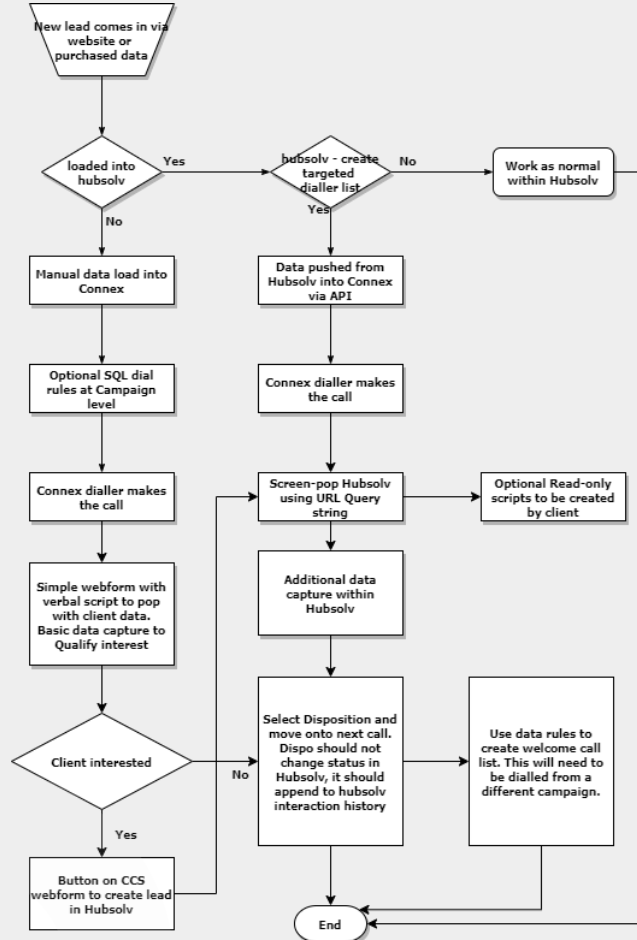 New lead comes in via
website or
purchased data
loaded into
hubsolv
Yes
hubsolv - create
targeted
dialler list
No
Work as normal
within Hubsolv
No
Yes
Manual data load into
Connex
Data pushed from
Hubsolv into Connex
via API
Optional SQL dial
rules at Campaign
level
Connex dialler makes
the call
Connex dialler makes
the call
Screen-pop Hubsolv
using URL Query
string
Optional Read-only
scripts to be created
by client
Simple webform with
verbal script to pop
with client data.
Basic data capture to
Qualify interest
Additional data
capture within
Hubsolv
Client interested
No
Select Disposition and
move onto next call.
Dispo should not
change status in
Hubsolv, it should
append to hubsolv
interaction history
Use data rules to
create welcome call
list. This will need to
be dialled from a
different campaign.
Yes
Button on CCS
webform to create lead
in Hubsolv
End